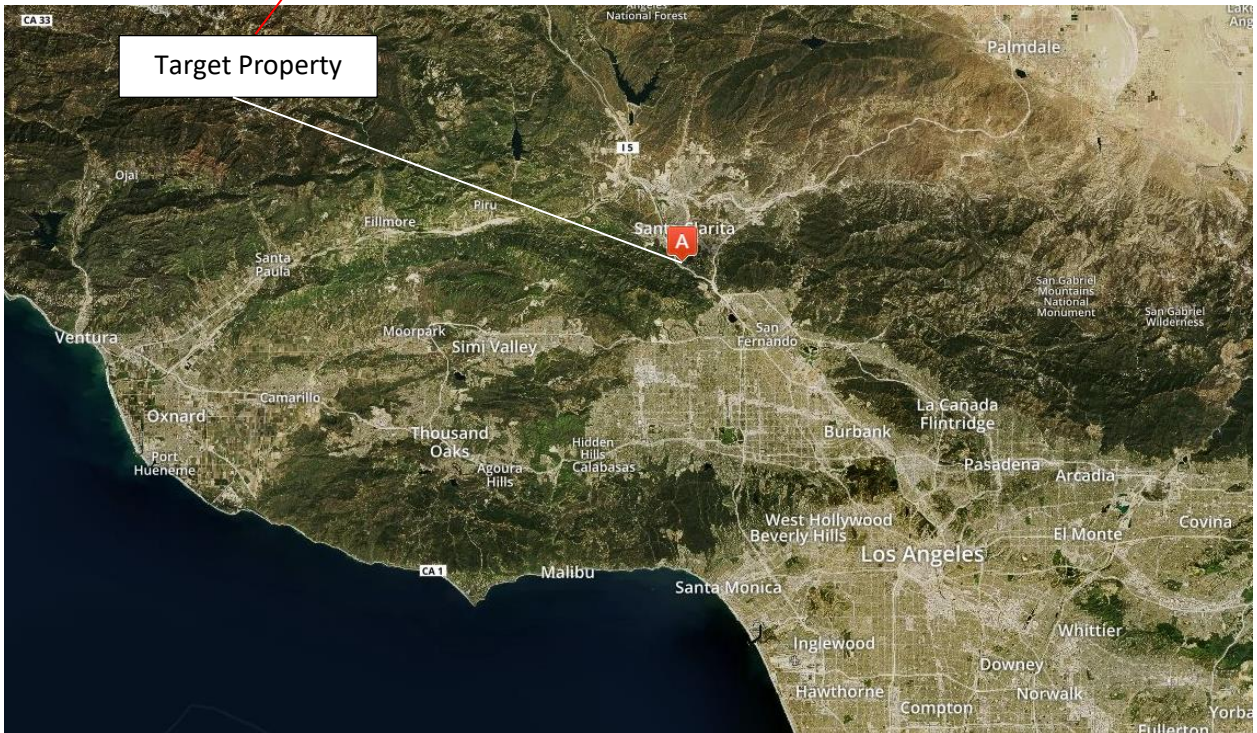 CA 33
Angeles
National Forest
Palmdale
Target Property
I 5
Ojai
Piru
Fillmore
Santa Clarita
A
Santa
Paula
San Gabriel
Mountains
National
Monument
San Gabriel
Wilderness
Ventura
Moorpark
Simi Valley
San
Fernando
Camarillo
Oxnard
La Cañada
Flintridge
Thousand
Oaks
Burbank
Hidden
Hills
Calabasas
Port
Hueneme
Agoura
Hills
Pasadena
Arcadia
West Hollywood
Beverly Hills
Covina
El Monte
Los Angeles
CA 1
Malibu
Santa Monica
Whittier
Inglewood
Downey
Hawthorne
Norwalk
Compton
Yorba
Fullerton